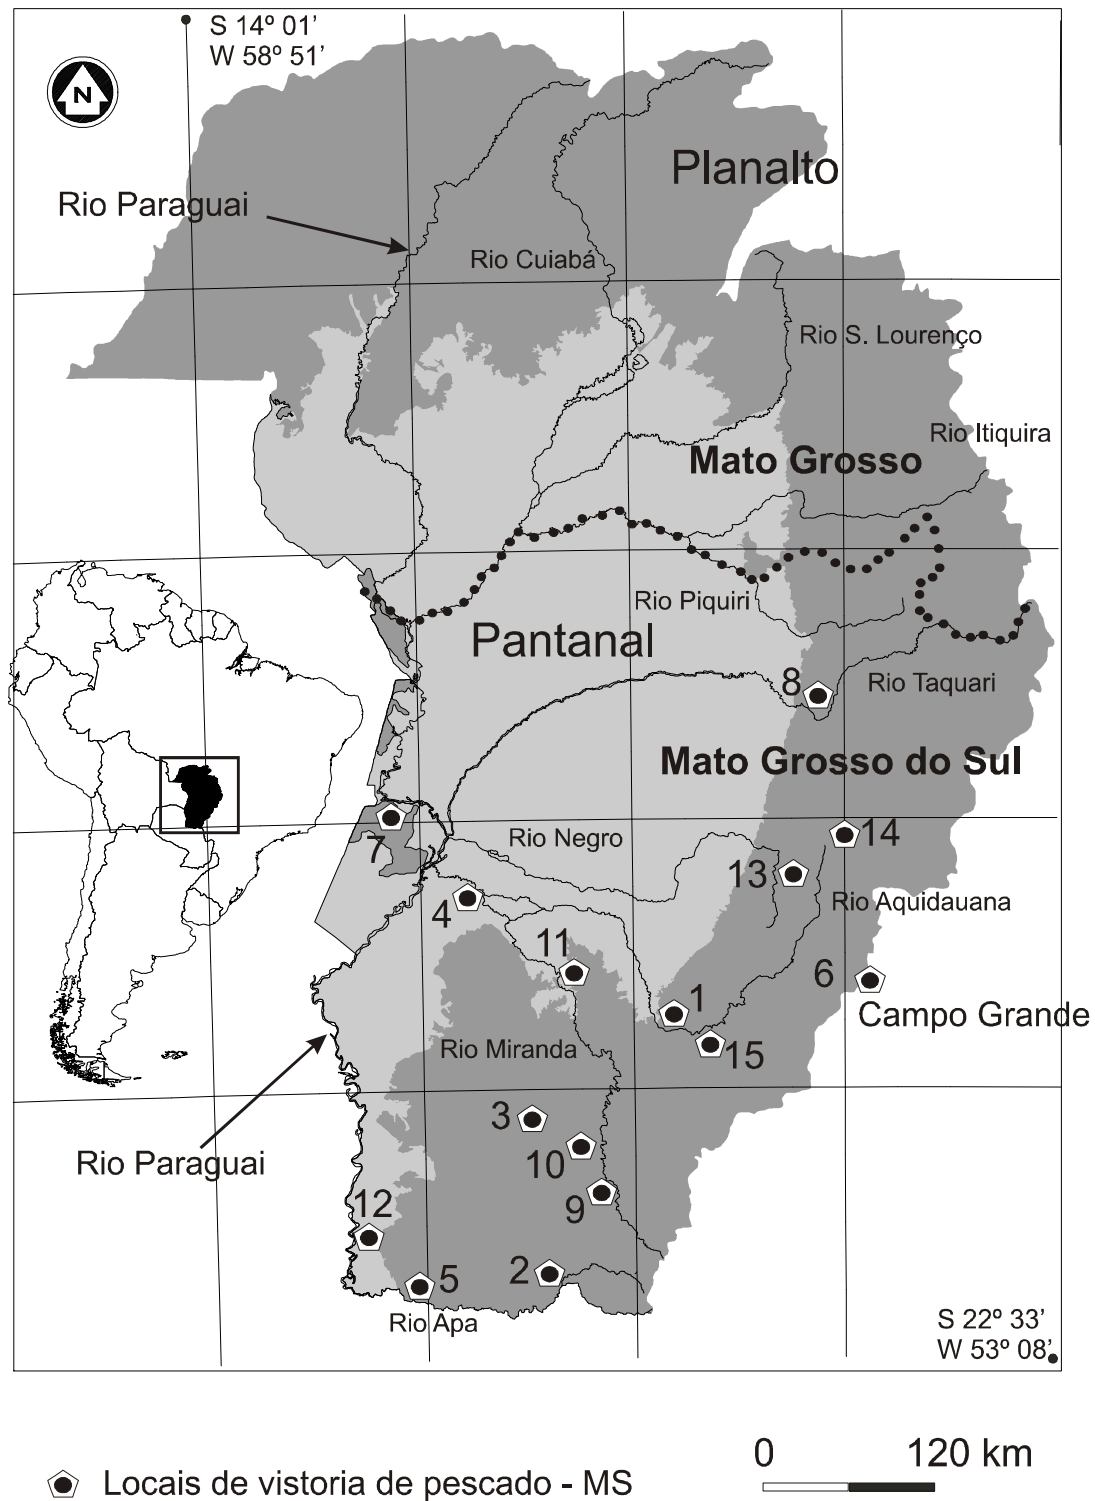 S 14º 01'
W 58º 51'
N
Planalto
Rio Paraguai
Rio Cuiabá
Rio S. Lourenço
Rio Itiquira
Mato Grosso
Rio Piquiri
Pantanal
8
Rio Taquari
Mato Grosso do Sul
7
Rio Negro
14
13
4
Rio Aquidauana
11
6
1
Campo Grande
Rio Miranda
15
3
10
Rio Paraguai
12
9
2
5
Rio Apa
S 22º 33'
W 53º 08'
0 120 km
Locais de vistoria de pescado - MS